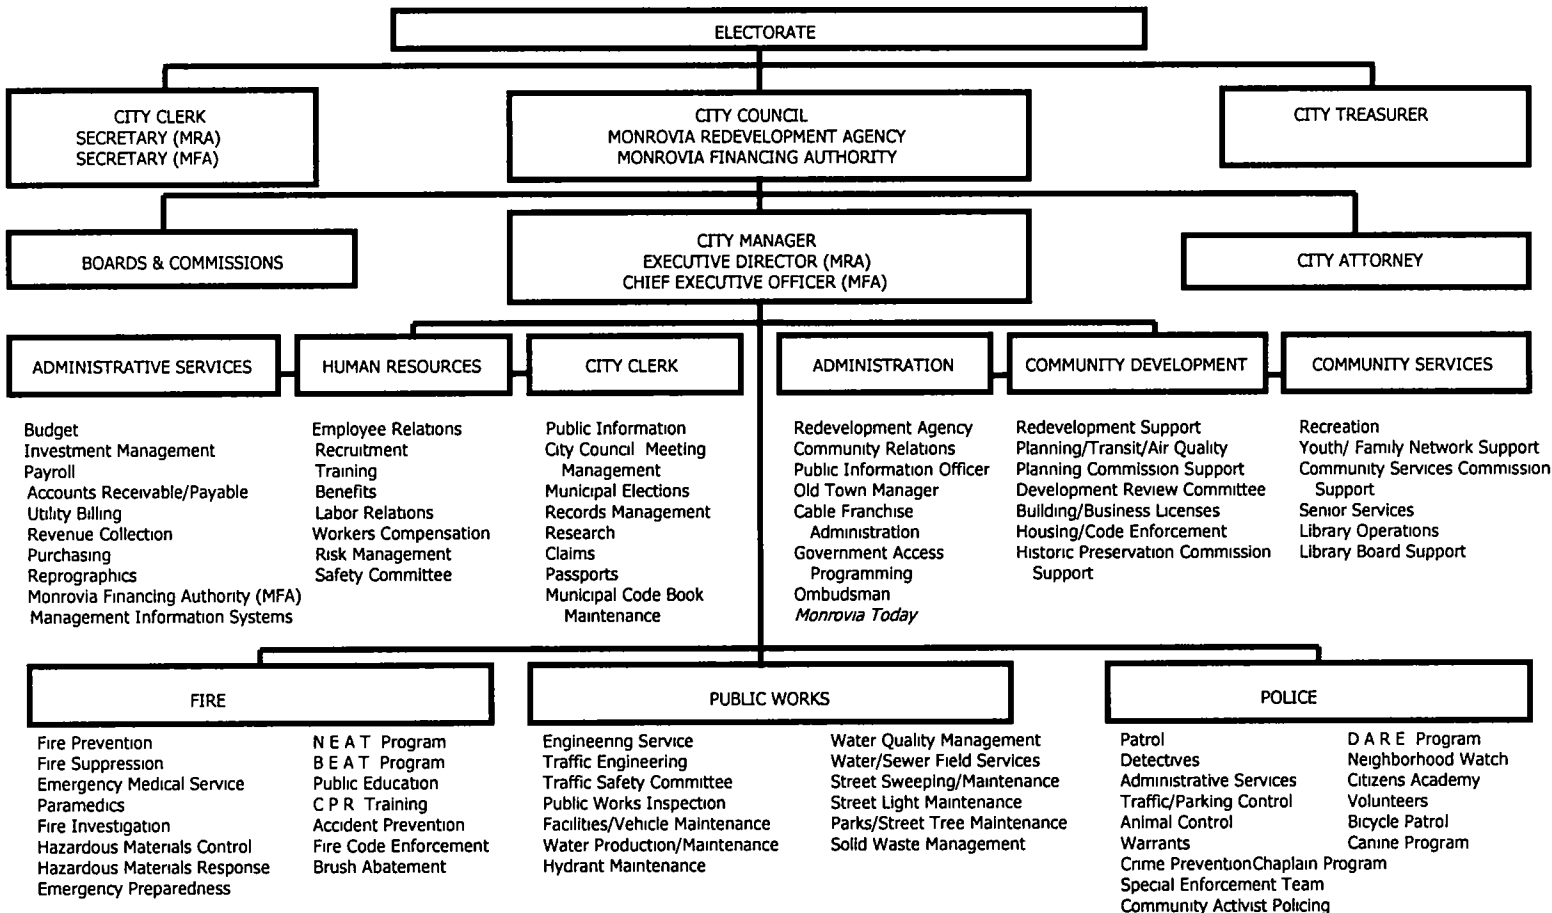 ELECTORATE
CITY CLERK
SECRETARY (MRA)
SECRETARY (MFA)
CITY COUNCIL
MONROVIA REDEVELOPMENT AGENCY
MONROVIA FINANCING AUTHORITY
CITY TREASURER
BOARDS & COMMISSIONS
CITY MANAGER
EXECUTIVE DIRECTOR (MRA)
CHIEF EXECUTIVE OFFICER (MFA)
CITY ATTORNEY
ADMINISTRATIVE SERVICES
Budget
Investment Management
Payroll
Accounts Receivable/Payable
Utility Billing
Revenue Collection
Purchasing
Reprographics
Monrovia Financing Authority (MFA)
Management Information Systems
HUMAN RESOURCES
Employee Relations
Recruitment
Training
Benefits
Labor Relations
Workers Compensation
Risk Management
Safety Committee
CITY CLERK
Public Information
City Council Meeting
Management
Municipal Elections
Records Management
Research
Claims
Passports
Municipal Code Book
Maintenance
ADMINISTRATION
Redevelopment Agency
Community Relations
Public Information Officer
Old Town Manager
Cable Franchise
Administration
Government Access
Programming
Ombudsman
Monrovia Today
COMMUNITY DEVELOPMENT
Redevelopment Support
Planning/Transit/Air Quality
Planning Commission Support
Development Review Committee
Building/Business Licenses
Housing/Code Enforcement
Historic Preservation Commission
Support
COMMUNITY SERVICES
Recreation
Youth/ Family Network Support
Community Services Commission
Support
Senior Services
Library Operations
Library Board Support
FIRE
Fire Prevention
Fire Suppression
Emergency Medical Service
Paramedics
Fire Investigation
Hazardous Materials Control
Hazardous Materials Response
Emergency Preparedness
N E A T Program
B E A T Program
Public Education
C P R Training
Accident Prevention
Fire Code Enforcement
Brush Abatement
PUBLIC WORKS
Engineering Service
Traffic Engineering
Traffic Safety Committee
Public Works Inspection
Facilities/Vehicle Maintenance
Water Production/Maintenance
Hydrant Maintenance
Water Quality Management
Water/Sewer Field Services
Street Sweeping/Maintenance
Street Light Maintenance
Parks/Street Tree Maintenance
Solid Waste Management
POLICE
Patrol
Detectives
Administrative Services
Traffic/Parking Control
Animal Control
Warrants
Crime PreventionChaplain Program
Special Enforcement Team
Community Activist Policing
D A R E Program
Neighborhood Watch
Citizens Academy
Volunteers
Bicycle Patrol
Canine Program